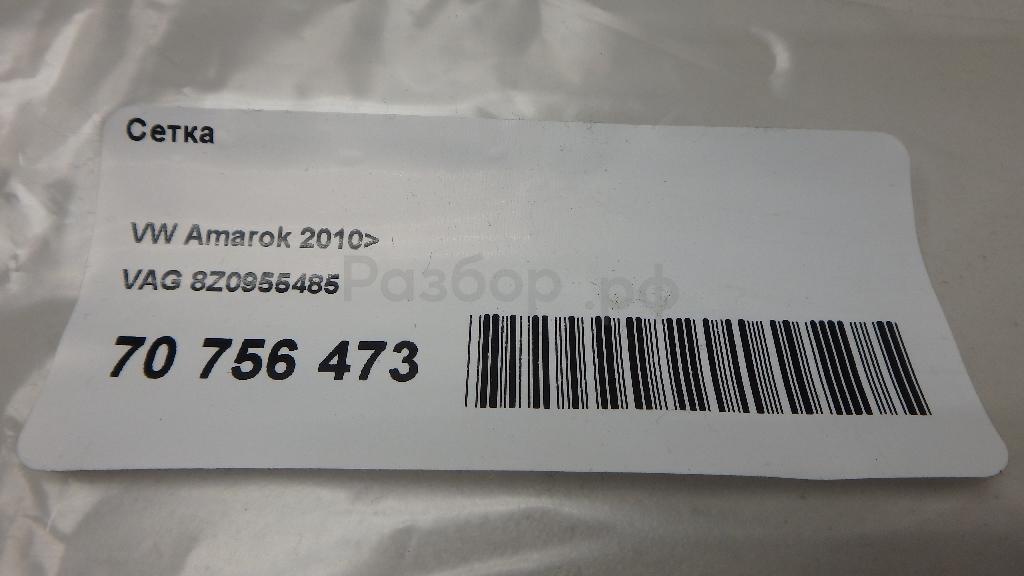 Сетка
VW Amarok 2010>
VAG 8Z0955485
Разбор.рф
70 756 473